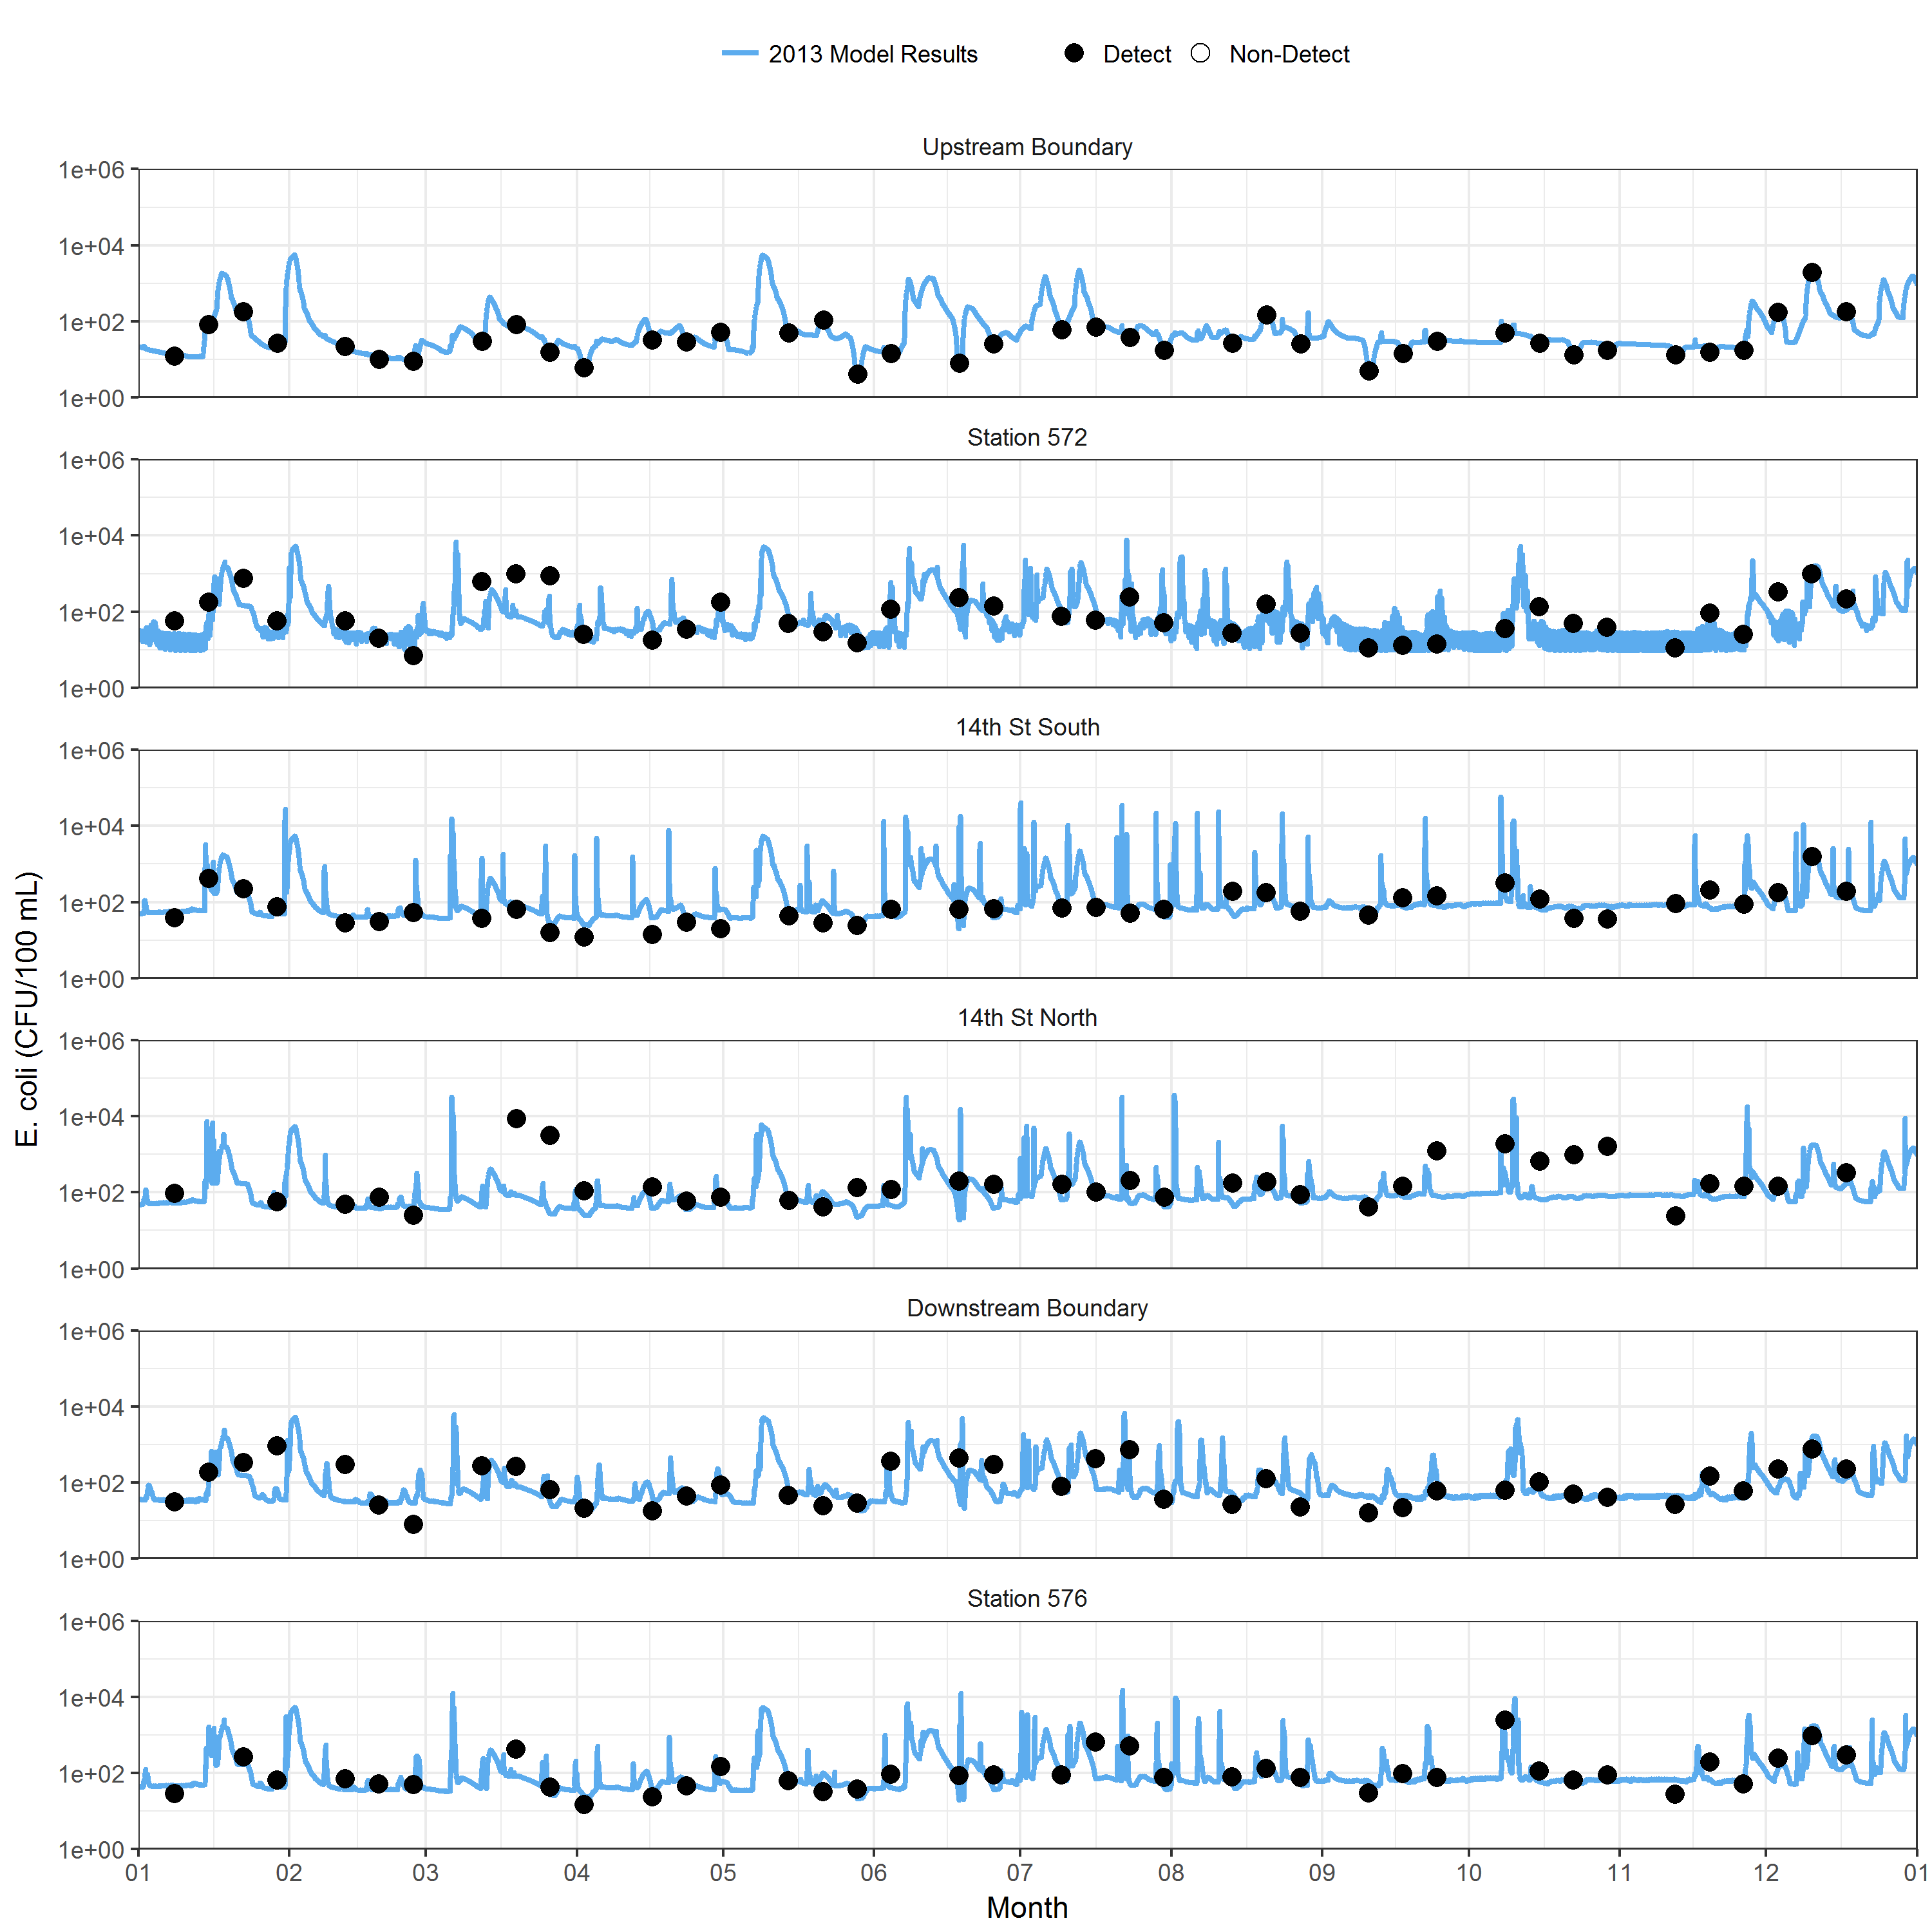 2013 Model Results Detect Non-Detect
Upstream Boundary
1e+06
1e+04
1e+02
1e+00
Station 572
1e+06
1e+04
1e+02
1e+00
14th St South
1e+06
1e+04
1e+02
1e+00
14th St North
1e+06
1e+04
1e+02
1e+00
Downstream Boundary
1e+06
1e+04
1e+02
1e+00
Station 576
1e+06
1e+04
1e+02
1e+00
01 02 03 04 05 06 07 08 09 10 11 12 01
Month
E. coli (CFU/100 mL)